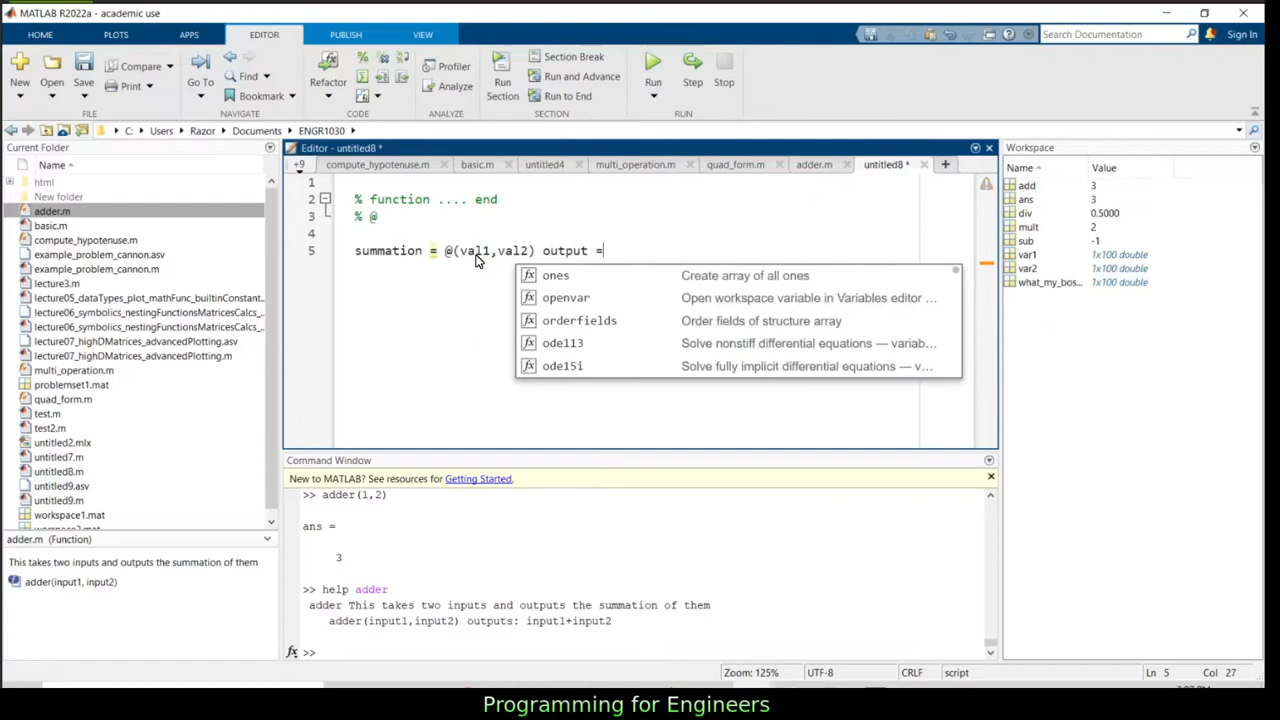 MATLAB R2022a - academic use
HOME PLOTS APPS EDITOR PUBLISH VIEW
Search Documentation
Sign In
New Open Save
Compare
Print
FILE
Go To
Find
Bookmark
NAVIGATE
Refactor
CODE
Profiler
Analyze
ANALYZE
Run Section
Section Break
Run and Advance
Run to End
SECTION
Run Step Stop
RUN
C: Users Razor Documents ENGR1030
Current Folder
Name
html
New folder
adder.m
basic.m
compute_hypotenuse.m
example_problem_cannon.asv
example_problem_cannon.m
lecture3.m
lecture05_dataTypes_plot_mathFunc_builtinConstant...
lecture06_symbolics_nestingFunctionsMatricesCalcs_...
lecture06_symbolics_nestingFunctionsMatricesCalcs_...
lecture07_highDMatrices_advancedPlotting.asv
lecture07_highDMatrices_advancedPlotting.m
multi_operation.m
problemset1.mat
quad_form.m
test.m
test2.m
untitled2.mlx
untitled7.m
untitled8.m
untitled9.asv
untitled9.m
workspace1.mat
adder.m (Function)
This takes two inputs and outputs the summation of them
adder(input1, input2)
Editor - untitled8 *
+9 compute_hypotenuse.m basic.m untitled4 multi_operation.m quad_form.m adder.m untitled8 * +
1
2 % function .... end
3 % @
4
5 summation = @(val1,val2) output =
fx ones Create array of all ones
fx openvar Open workspace variable in Variables editor ...
fx orderfields Order fields of structure array
fx ode113 Solve nonstiff differential equations — variab...
fx ode15i Solve fully implicit differential equations — v...
Command Window
New to MATLAB? See resources for Getting Started.
>> adder(1,2)
ans =
3
>> help adder
adder This takes two inputs and outputs the summation of them
adder(input1,input2) outputs: input1+input2
fx >>
Workspace
Name Value
add 3
ans 3
div 0.5000
mult 2
sub -1
var1 1x100 double
var2 1x100 double
what_my_bos... 1x100 double
Zoom: 125% UTF-8 CRLF script Ln 5 Col 27
Programming for Engineers